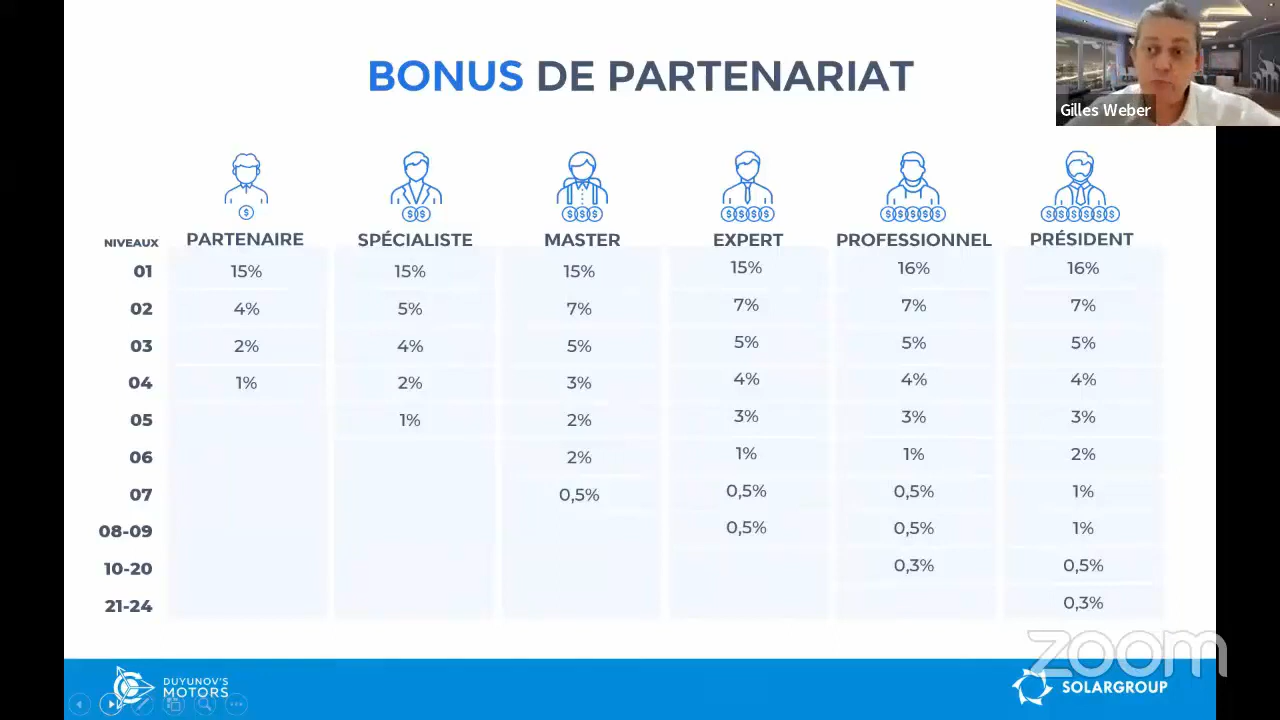 BONUS DE PARTENARIAT
Gilles Weber
NIVEAUX PARTENAIRE SPÉCIALISTE MASTER EXPERT PROFESSIONNEL PRÉSIDENT
01 15% 15% 15% 15% 16% 16%
02 4% 5% 7% 7% 7% 7%
03 2% 4% 5% 5% 5% 5%
04 1% 2% 3% 4% 4% 4%
05 1% 2% 3% 3% 3%
06 2% 1% 1% 2%
07 0,5% 0,5% 0,5% 1%
08-09 0,5% 0,5% 1%
10-20 0,3% 0,5%
21-24 0,3%
zoom
DUYUNOV'S
MOTORS
SOLARGROUP